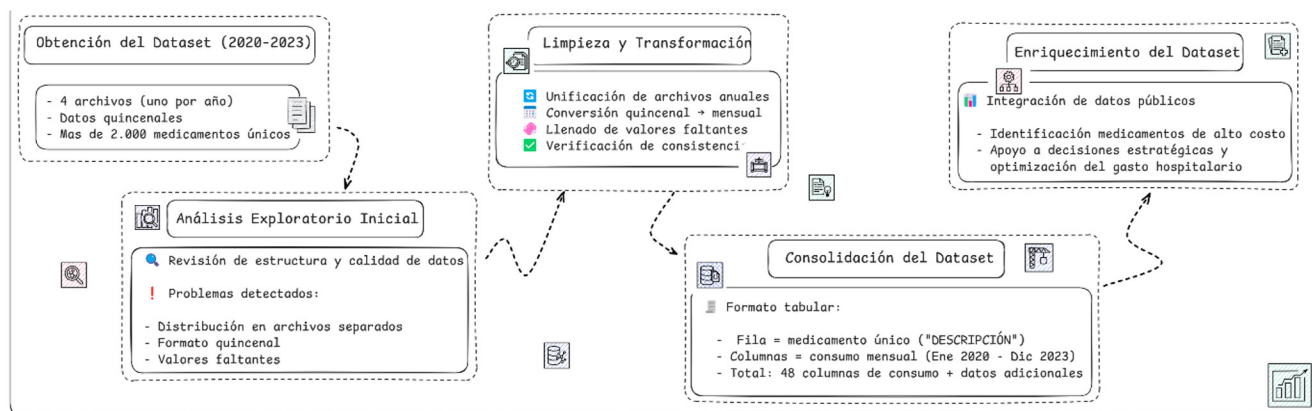 Obtención del Dataset (2020-2023)
- 4 archivos (uno por año)
- Datos quincenales
- Mas de 2.000 medicamentos únicos
Análisis Exploratorio Inicial
Revisión de estructura y calidad de datos
Problemas detectados:
- Distribución en archivos separados
- Formato quincenal
- Valores faltantes
Limpieza y Transformación
Unificación de archivos anuales
Conversión quincenal → mensual
Llenado de valores faltantes
Verificación de consistenci
Consolidación del Dataset
Formato tabular:
- Fila = medicamento único ("DESCRIPCIÓN")
- Columnas = consumo mensual (Ene 2020 - Dic 2023)
- Total: 48 columnas de consumo + datos adicionales
Enriquecimiento del Dataset
Integración de datos públicos
- Identificación medicamentos de alto costo
- Apoyo a decisiones estratégicas y
optimización del gasto hospitalario